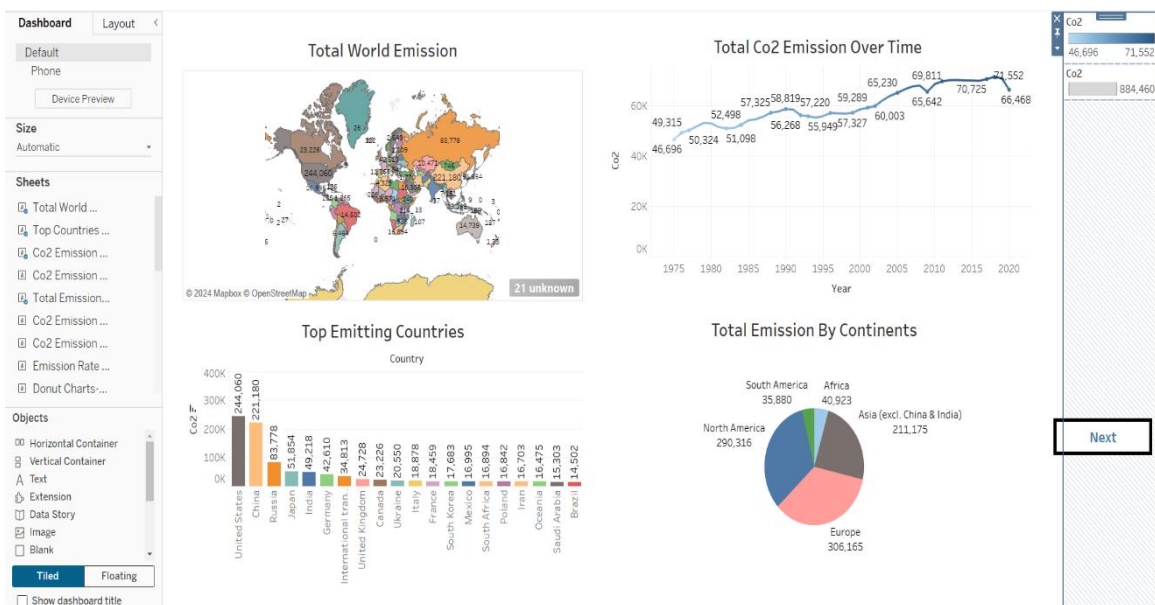 Dashboard
Layout
Default
Phone
Device Preview
Size
Automatic
Sheets
Total World ...
Top Countries ...
Co2 Emission ...
Co2 Emission ...
Total Emission...
Co2 Emission ...
Co2 Emission ...
Emission Rate ...
Donut Charts-...
Objects
Horizontal Container
Vertical Container
Text
Extension
Data Story
Image
Blank
Tiled
Floating
Show dashboard title
Total World Emission
23,226
244,060
83,778
221,180
14,502
14,739
© 2024 Mapbox © OpenStreetMap
21 unknown
Total Co2 Emission Over Time
Co2
60K
40K
20K
0K
49,315
46,696
50,324
52,498
51,098
57,325
58,819
56,268
57,220
55,949
59,289
57,327
60,003
65,230
69,811
65,642
70,725
71,552
66,468
1975
1980
1985
1990
1995
2000
2005
2010
2015
2020
Year
Top Emitting Countries
Country
Co2
400K
300K
200K
100K
0K
244,060
221,180
83,778
51,854
49,218
42,610
34,813
24,728
23,226
20,550
18,878
18,459
17,683
16,995
16,894
16,842
16,703
16,475
15,303
14,502
United States
China
Russia
Japan
India
Germany
International tran..
United Kingdom
Canada
Ukraine
Italy
France
South Korea
Mexico
South Africa
Poland
Iran
Oceania
Saudi Arabia
Brazil
Total Emission By Continents
South America
35,880
Africa
40,923
Asia (excl. China & India)
211,175
North America
290,316
Europe
306,165
Co2
46,696
71,552
Co2
884,460
Next